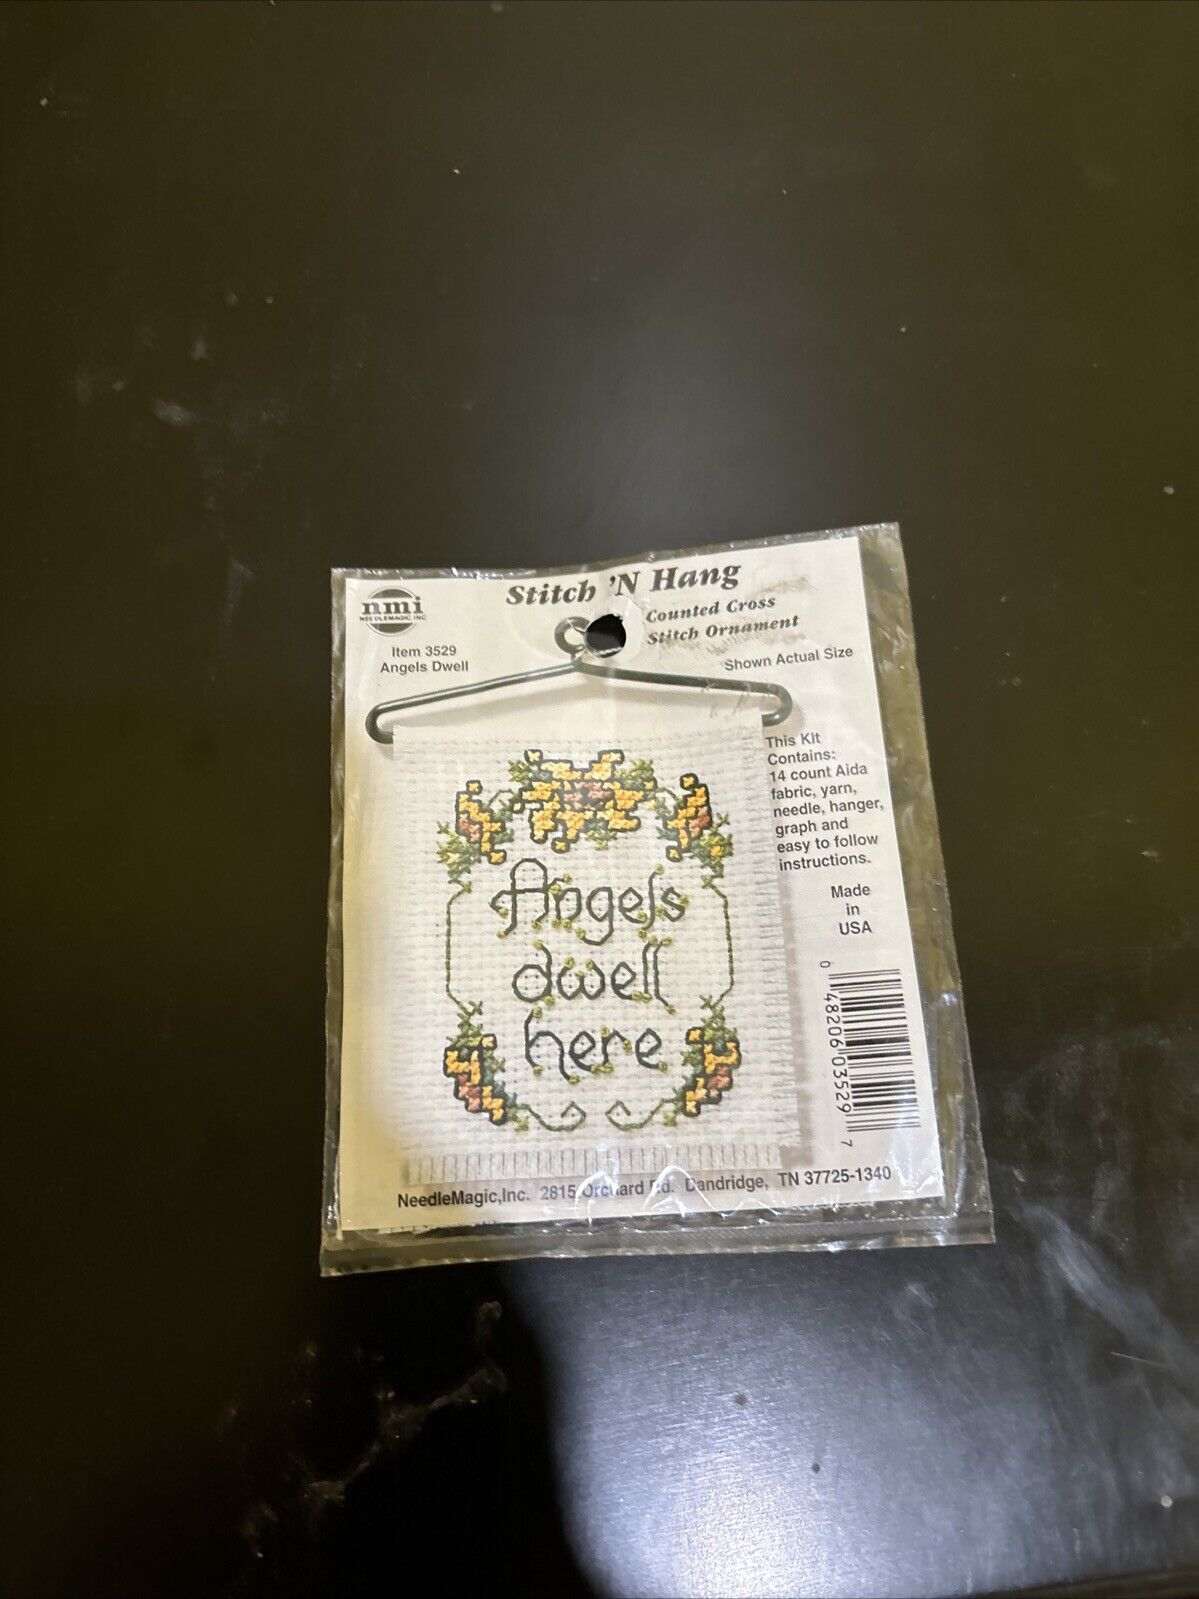 Stitch 'N Hang
Counted Cross
Stitch Ornament
nmi
NEEDLEMAGIC INC
Item 3529
Angels Dwell
Shown Actual Size
This Kit
Contains:
14 count Aida
fabric, yarn,
needle, hanger,
graph and
easy to follow
instructions.
Made
in
USA
Angels
dwell
here
0 48206 03529 7
NeedleMagic,Inc. 2815 Orchard Rd. Dandridge, TN 37725-1340